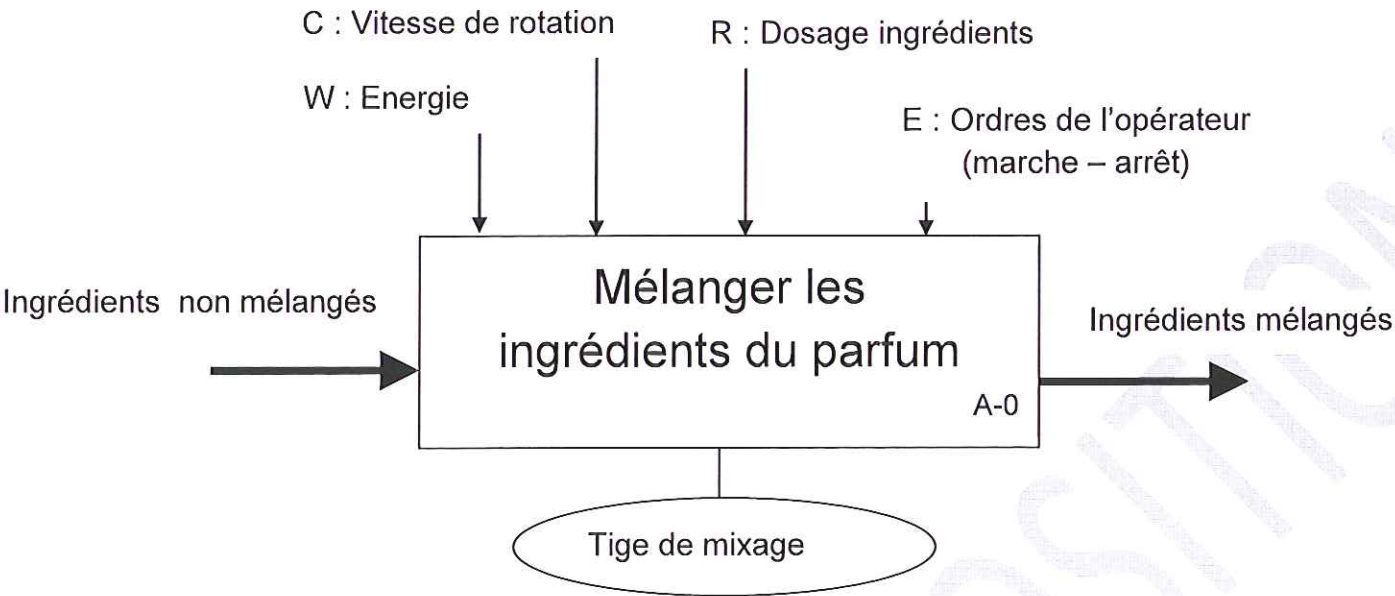 C : Vitesse de rotation
R : Dosage ingrédients
W : Energie
E : Ordres de l'opérateur
(marche – arrêt)
Ingrédients non mélangés
Mélanger les
ingrédients du parfum
Ingrédients mélangés
A-0
Tige de mixage